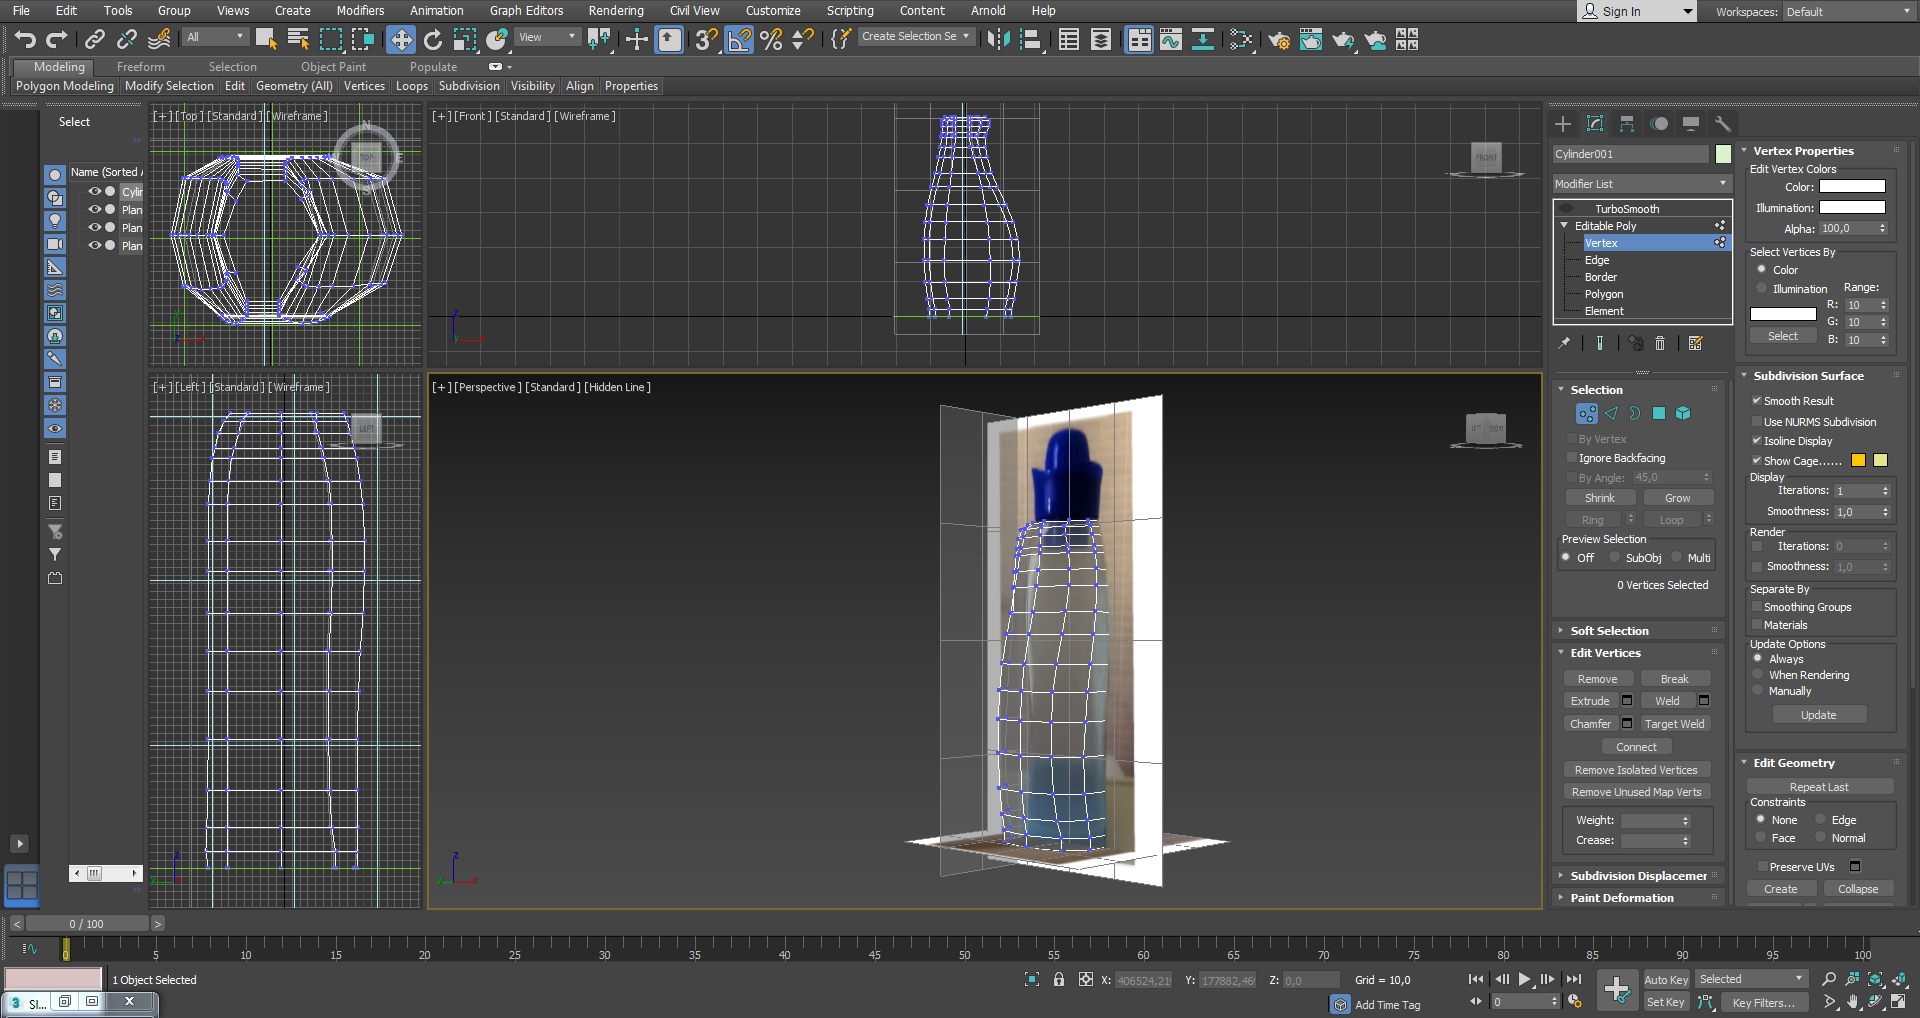 File Edit Tools Group Views Create Modifiers Animation Graph Editors Rendering Civil View Customize Scripting Content Arnold Help
Sign In Workspaces: Default
All View Create Selection Se
Modeling Freeform Selection Object Paint Populate
Polygon Modeling Modify Selection Edit Geometry (All) Vertices Loops Subdivision Visibility Align Properties
Select
Name (Sorted A
Cylin
Plan
Plan
Plan
[+] [Top] [Standard] [Wireframe]
N
E
TOP
[+] [Front] [Standard] [Wireframe]
FRONT
[+] [Left] [Standard] [Wireframe]
LEFT
[+] [Perspective] [Standard] [Hidden Line]
Cylinder001
Modifier List
TurboSmooth
Editable Poly
Vertex
Edge
Border
Polygon
Element
Selection
By Vertex
Ignore Backfacing
By Angle: 45,0
Shrink Grow
Ring Loop
Preview Selection
Off SubObj Multi
0 Vertices Selected
Soft Selection
Edit Vertices
Remove Break
Extrude Weld
Chamfer Target Weld
Connect
Remove Isolated Vertices
Remove Unused Map Verts
Weight:
Crease:
Subdivision Displacemen
Paint Deformation
Vertex Properties
Edit Vertex Colors
Color:
Illumination:
Alpha: 100,0
Select Vertices By
Color
Illumination Range:
R: 10
G: 10
Select B: 10
Subdivision Surface
Smooth Result
Use NURMS Subdivision
Isoline Display
Show Cage......
Display
Iterations: 1
Smoothness: 1,0
Render
Iterations: 0
Smoothness: 1,0
Separate By
Smoothing Groups
Materials
Update Options
Always
When Rendering
Manually
Update
Edit Geometry
Repeat Last
Constraints
None Edge
Face Normal
Preserve UVs
Create Collapse
< 0 / 100 >
0 5 10 15 20 25 30 35 40 45 50 55 60 65 70 75 80 85 90 95 100
1 Object Selected
X: 406524,21 Y: 177882,46 Z: 0,0 Grid = 10,0
Add Time Tag
0
Auto Key Selected
Set Key Key Filters...
3 Sl...